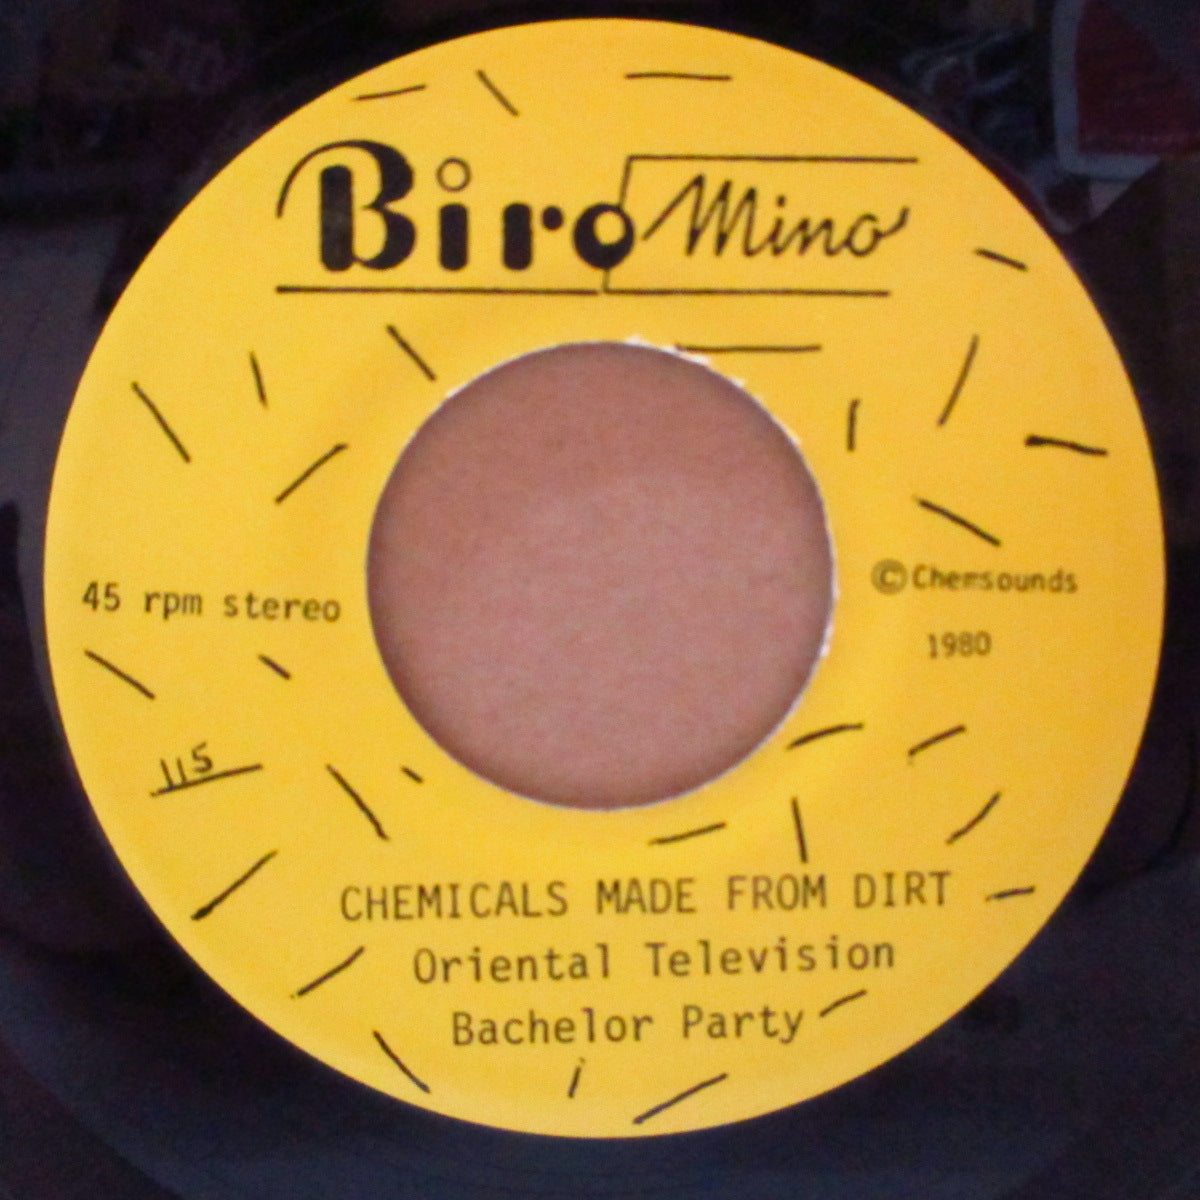 Biro Mino
45 rpm stereo
©Chemsounds
1980
115
CHEMICALS MADE FROM DIRT
Oriental Television
Bachelor Party